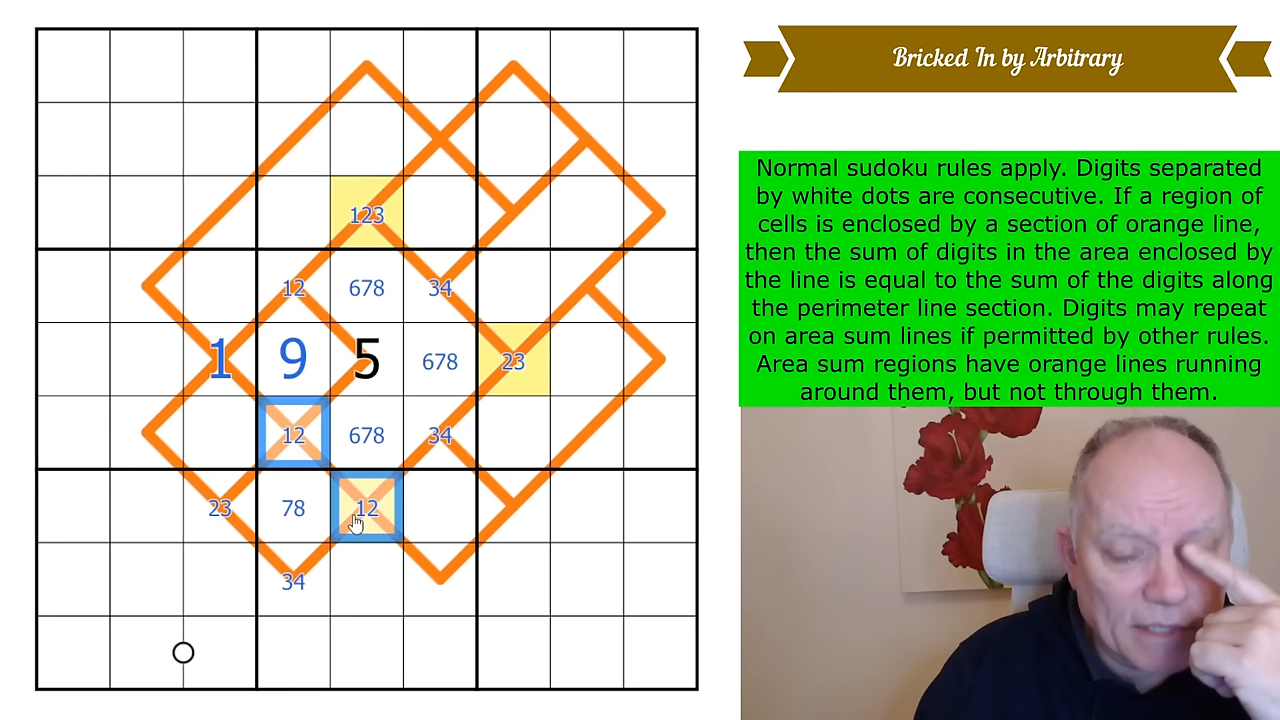 Bricked In by Arbitrary
Normal sudoku rules apply. Digits separated
by white dots are consecutive. If a region of
cells is enclosed by a section of orange line,
then the sum of digits in the area enclosed by
the line is equal to the sum of the digits along
the perimeter line section. Digits may repeat
on area sum lines if permitted by other rules.
Area sum regions have orange lines running
around them, but not through them.
123
12 678 34
1 9 5 678 23
12 678 34
23 78 12
34